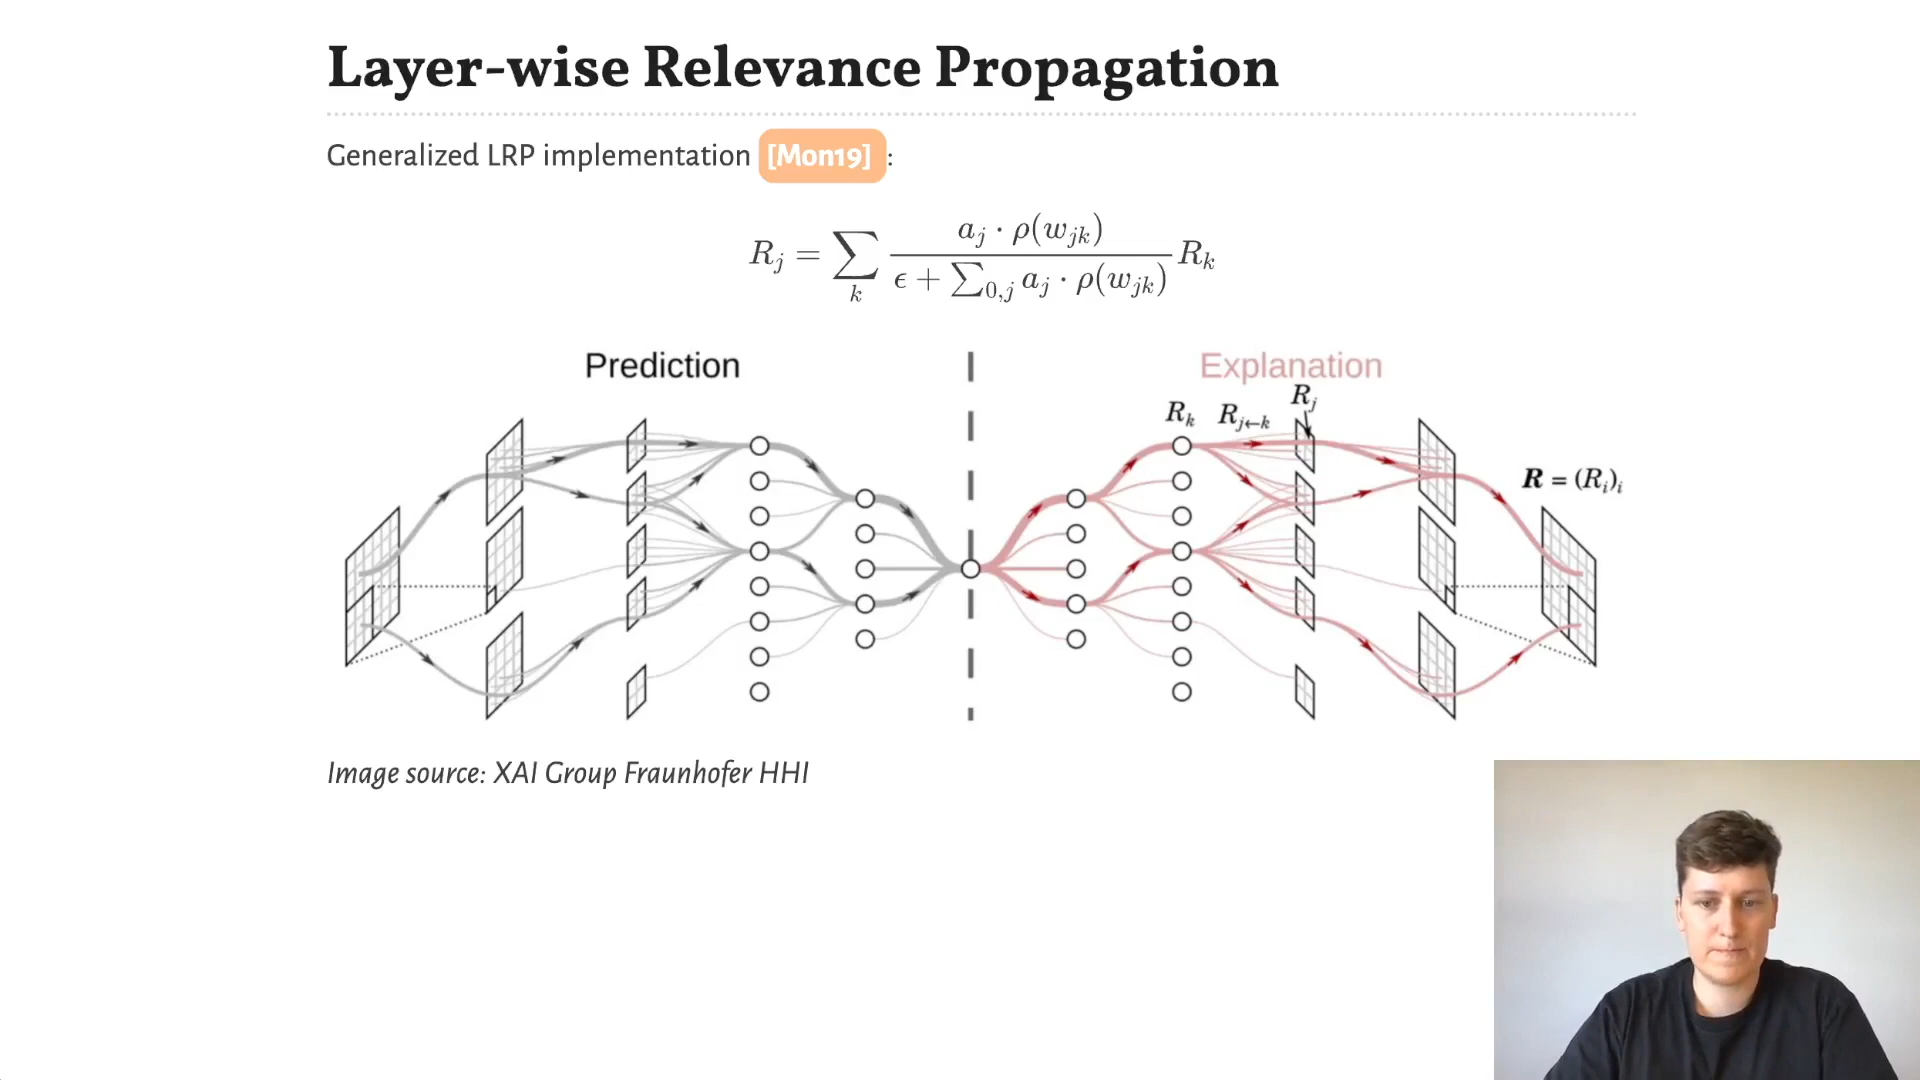 Layer-wise Relevance Propagation
Generalized LRP implementation [Mon19] :
R_j = \sum_k \frac{a_j \cdot \rho(w_{jk})}{\epsilon + \sum_{0,j} a_j \cdot \rho(w_{jk})} R_k
Prediction
Explanation
R_k R_{j←k} R_j
R = (R_i)_i
Image source: XAI Group Fraunhofer HHI